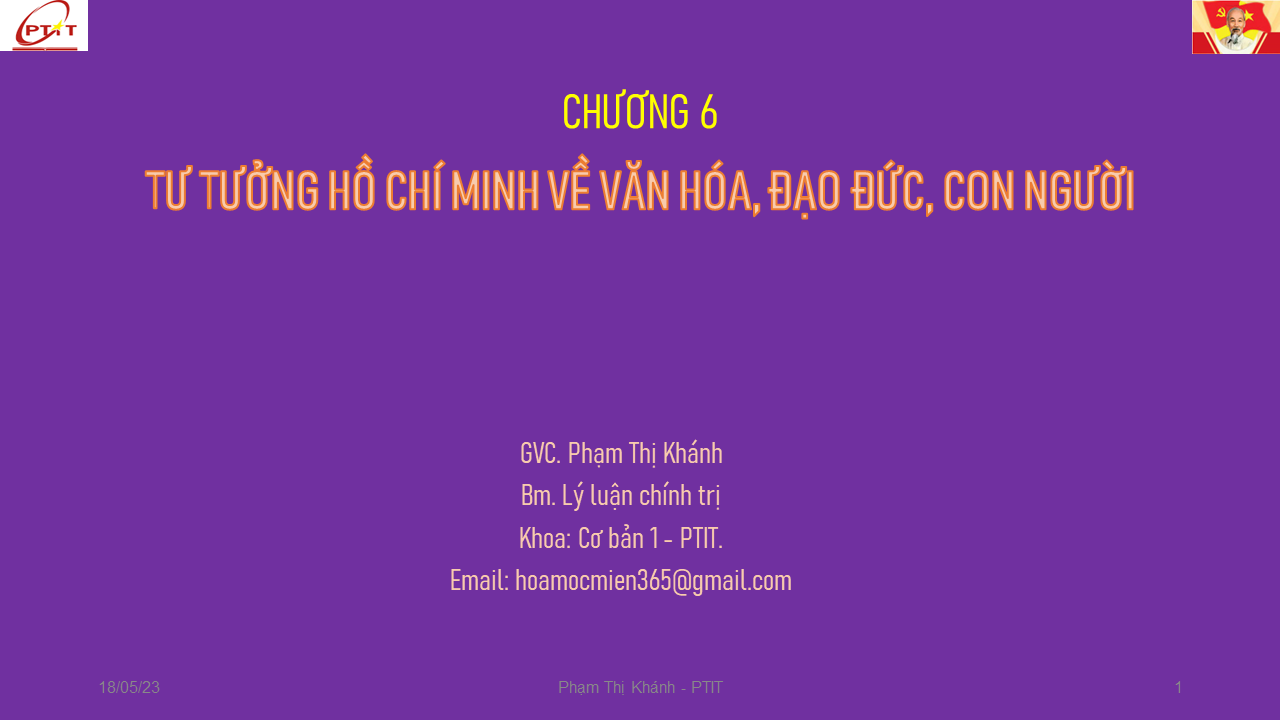 PTIT
CHƯƠNG 6
TƯ TƯỞNG HỒ CHÍ MINH VỀ VĂN HÓA, ĐẠO ĐỨC, CON NGƯỜI
GVC. Phạm Thị Khánh
Bm. Lý luận chính trị
Khoa: Cơ bản 1 - PTIT.
Email: hoamocmien365@gmail.com
18/05/23
Phạm Thị Khánh - PTIT
1